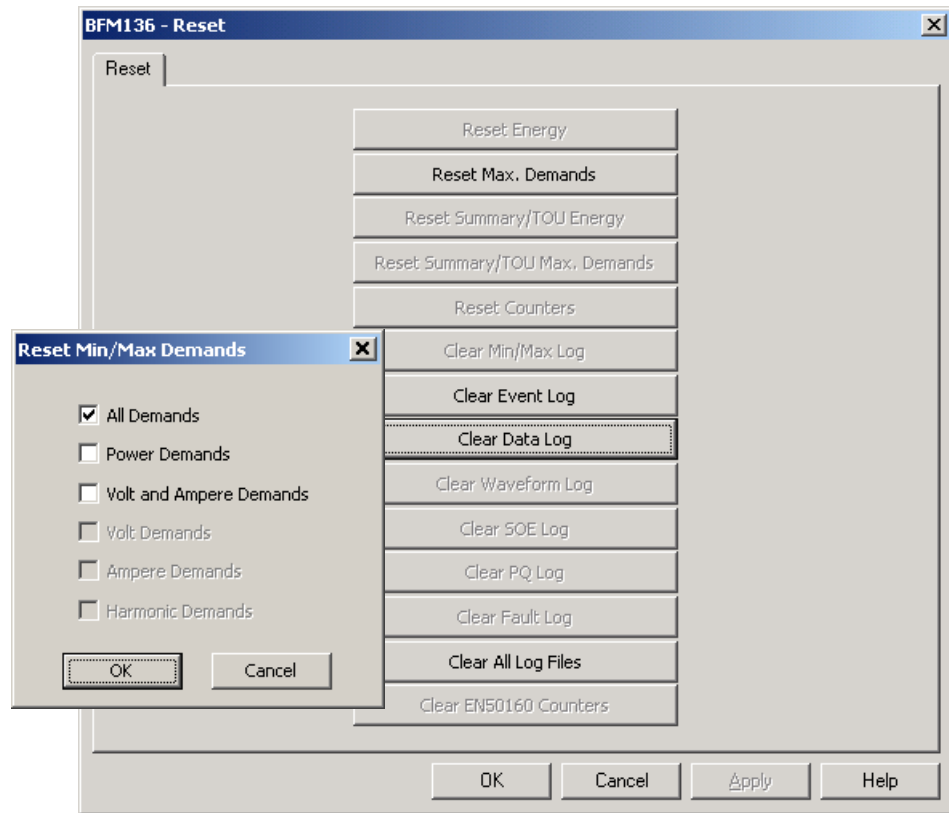 BFM136 - Reset
Reset
Reset Energy
Reset Max. Demands
Reset Summary/TOU Energy
Reset Summary/TOU Max. Demands
Reset Counters
Clear Min/Max Log
Clear Event Log
Clear Data Log
Clear Waveform Log
Clear SOE Log
Clear PQ Log
Clear Fault Log
Clear All Log Files
Clear EN50160 Counters
OK Cancel Apply Help
Reset Min/Max Demands
All Demands
Power Demands
Volt and Ampere Demands
Volt Demands
Ampere Demands
Harmonic Demands
OK Cancel